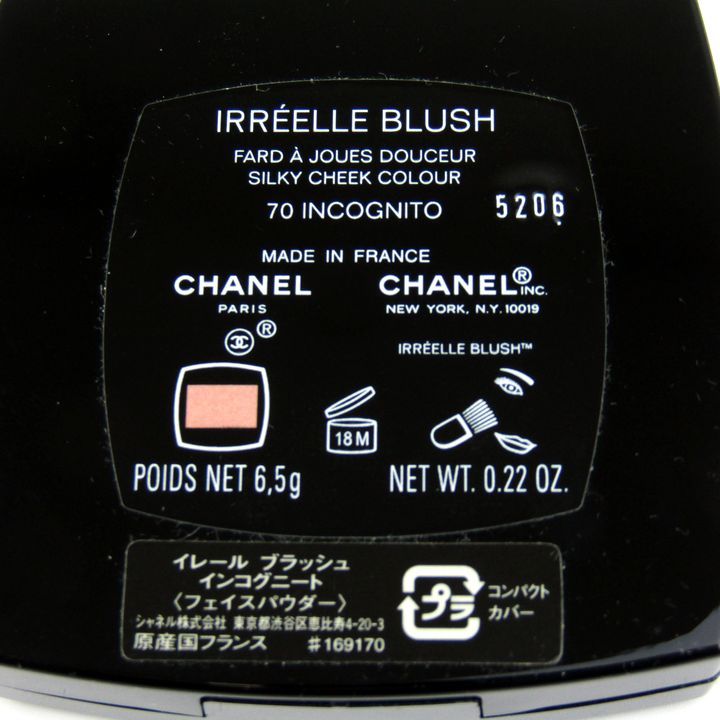 IRRÉELLE BLUSH
FARD À JOUES DOUCEUR
SILKY CHEEK COLOUR
70 INCOGNITO 5206
MADE IN FRANCE
CHANEL CHANEL®INC.
PARIS NEW YORK, N.Y. 10019
®
IRRÉELLE BLUSH™
18 M
POIDS NET 6,5g NET WT. 0.22 OZ.
イレール ブラッシュ
インコグニート
〈フェイスパウダー〉
シャネル株式会社 東京都渋谷区恵比寿4-20-3
原産国フランス #169170
プラ
コンパクト
カバー